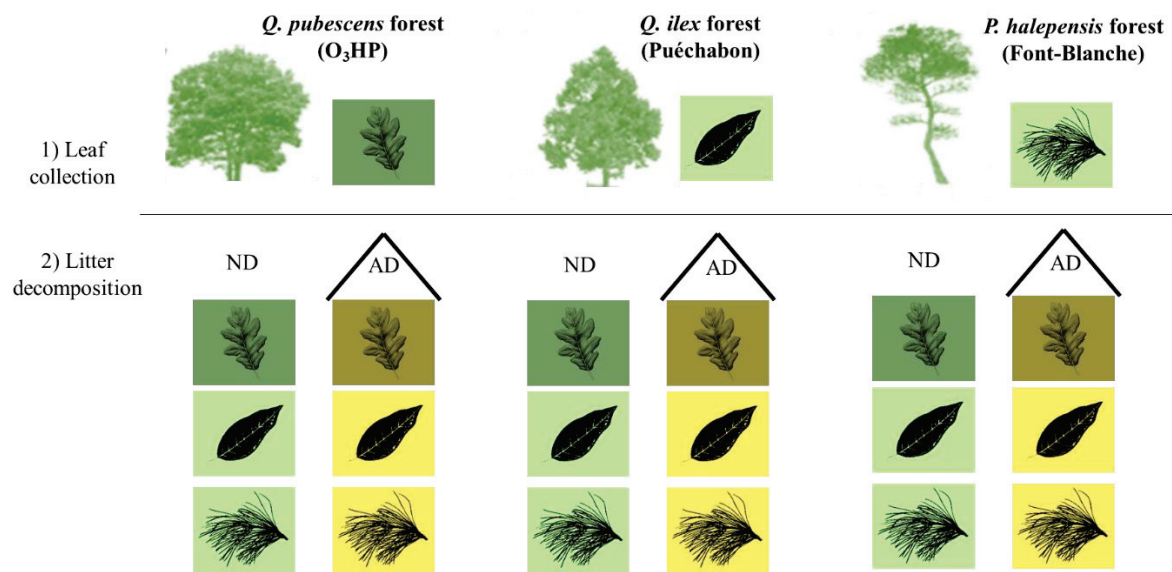 Q. pubescens forest
(O₃HP)
Q. ilex forest
(Puéchabon)
P. halepensis forest
(Font-Blanche)
1) Leaf
collection
2) Litter
decomposition
ND
AD
ND
AD
ND
AD